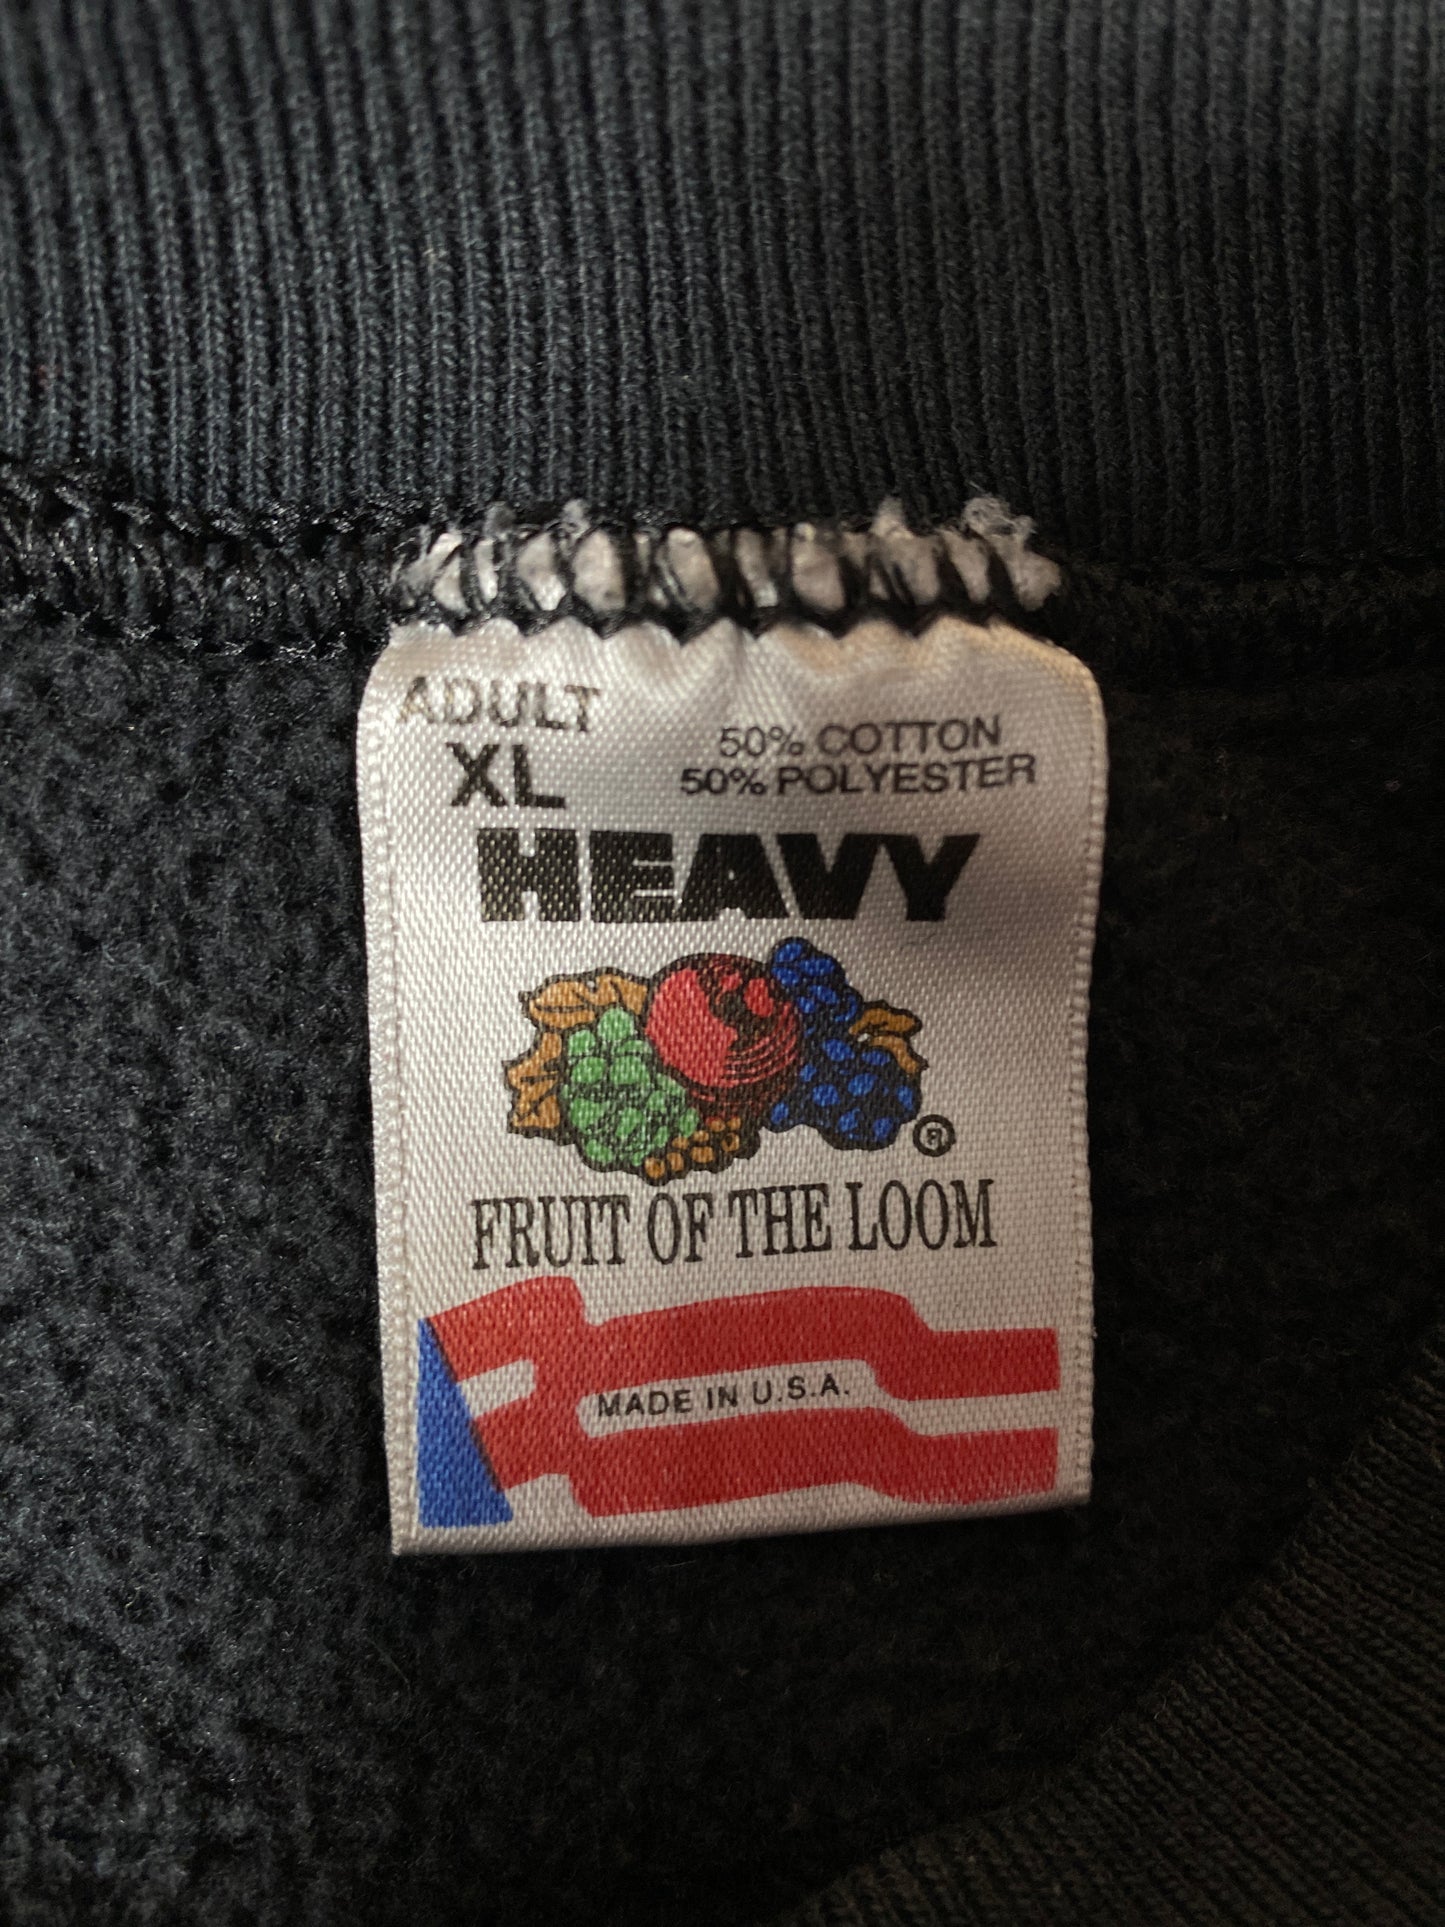 ADULT
XL
50% COTTON
50% POLYESTER
HEAVY
®
FRUIT OF THE LOOM
MADE IN U.S.A.